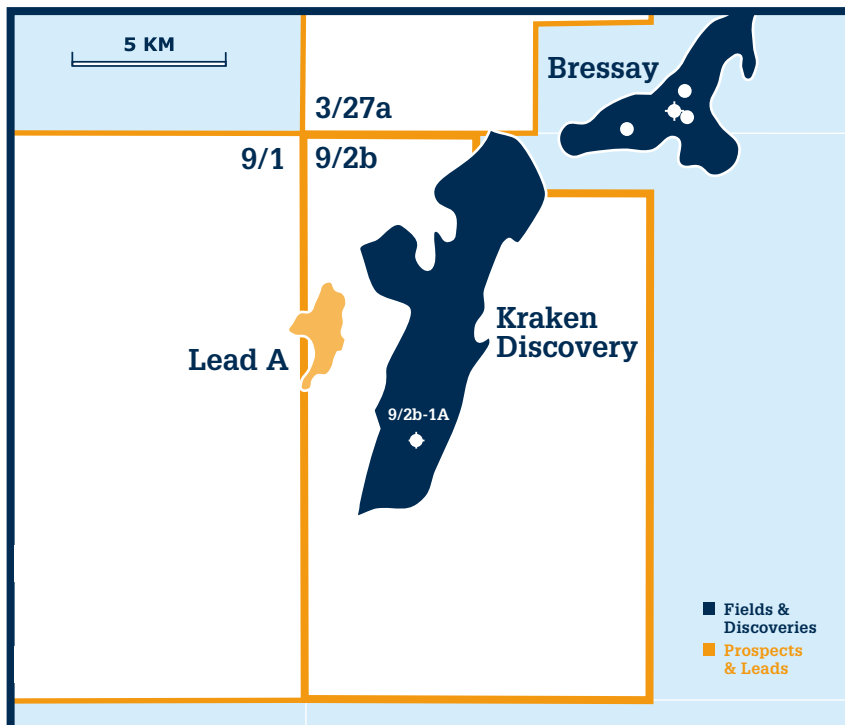 5 KM
Bressay
3/27a
9/1
9/2b
Kraken
Discovery
Lead A
9/2b-1A
Fields &
Discoveries
Prospects
& Leads